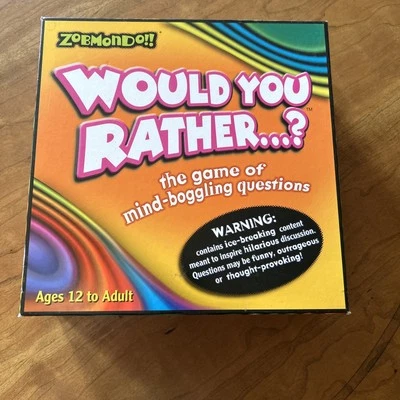 ZOBMONDO!!
WOULD YOU
RATHER...?™
the game of
mind-boggling questions
WARNING:
contains ice-breaking content
meant to inspire hilarious discussion.
Questions may be funny, outrageous
or thought-provoking!
Ages 12 to Adult